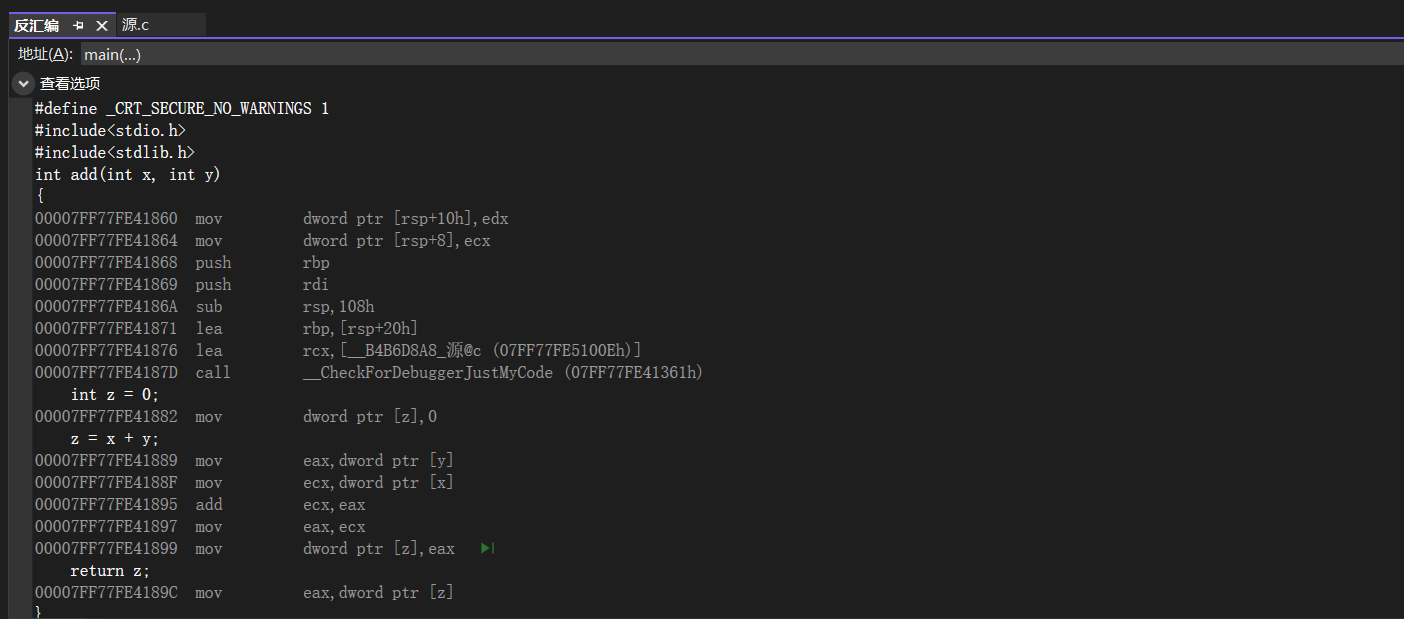 反汇编 源.c
地址(A): main(...)
查看选项
#define _CRT_SECURE_NO_WARNINGS 1
#include<stdio.h>
#include<stdlib.h>
int add(int x, int y)
{
00007FF77FE41860 mov dword ptr [rsp+10h],edx
00007FF77FE41864 mov dword ptr [rsp+8],ecx
00007FF77FE41868 push rbp
00007FF77FE41869 push rdi
00007FF77FE4186A sub rsp,108h
00007FF77FE41871 lea rbp,[rsp+20h]
00007FF77FE41876 lea rcx,[__B4B6D8A8_源@c (07FF77FE5100Eh)]
00007FF77FE4187D call __CheckForDebuggerJustMyCode (07FF77FE41361h)
int z = 0;
00007FF77FE41882 mov dword ptr [z],0
z = x + y;
00007FF77FE41889 mov eax,dword ptr [y]
00007FF77FE4188F mov ecx,dword ptr [x]
00007FF77FE41895 add ecx,eax
00007FF77FE41897 mov eax,ecx
00007FF77FE41899 mov dword ptr [z],eax
return z;
00007FF77FE4189C mov eax,dword ptr [z]
}